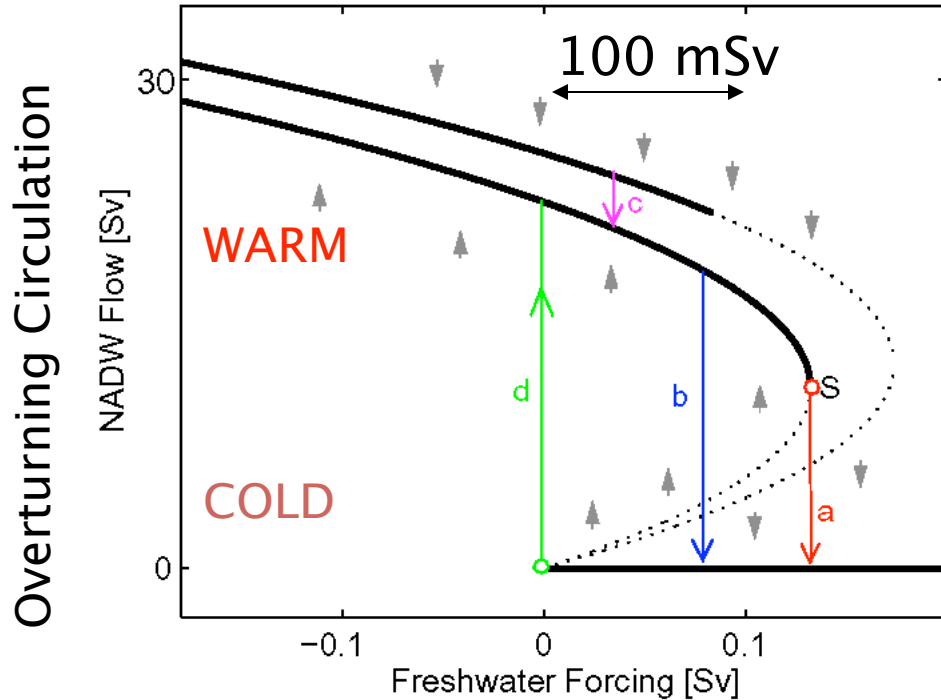 100 mSv
30
c
WARM
Overturning Circulation
NADW Flow [Sv]
d
b
S
COLD
a
0
−0.1
0
0.1
Freshwater Forcing [Sv]